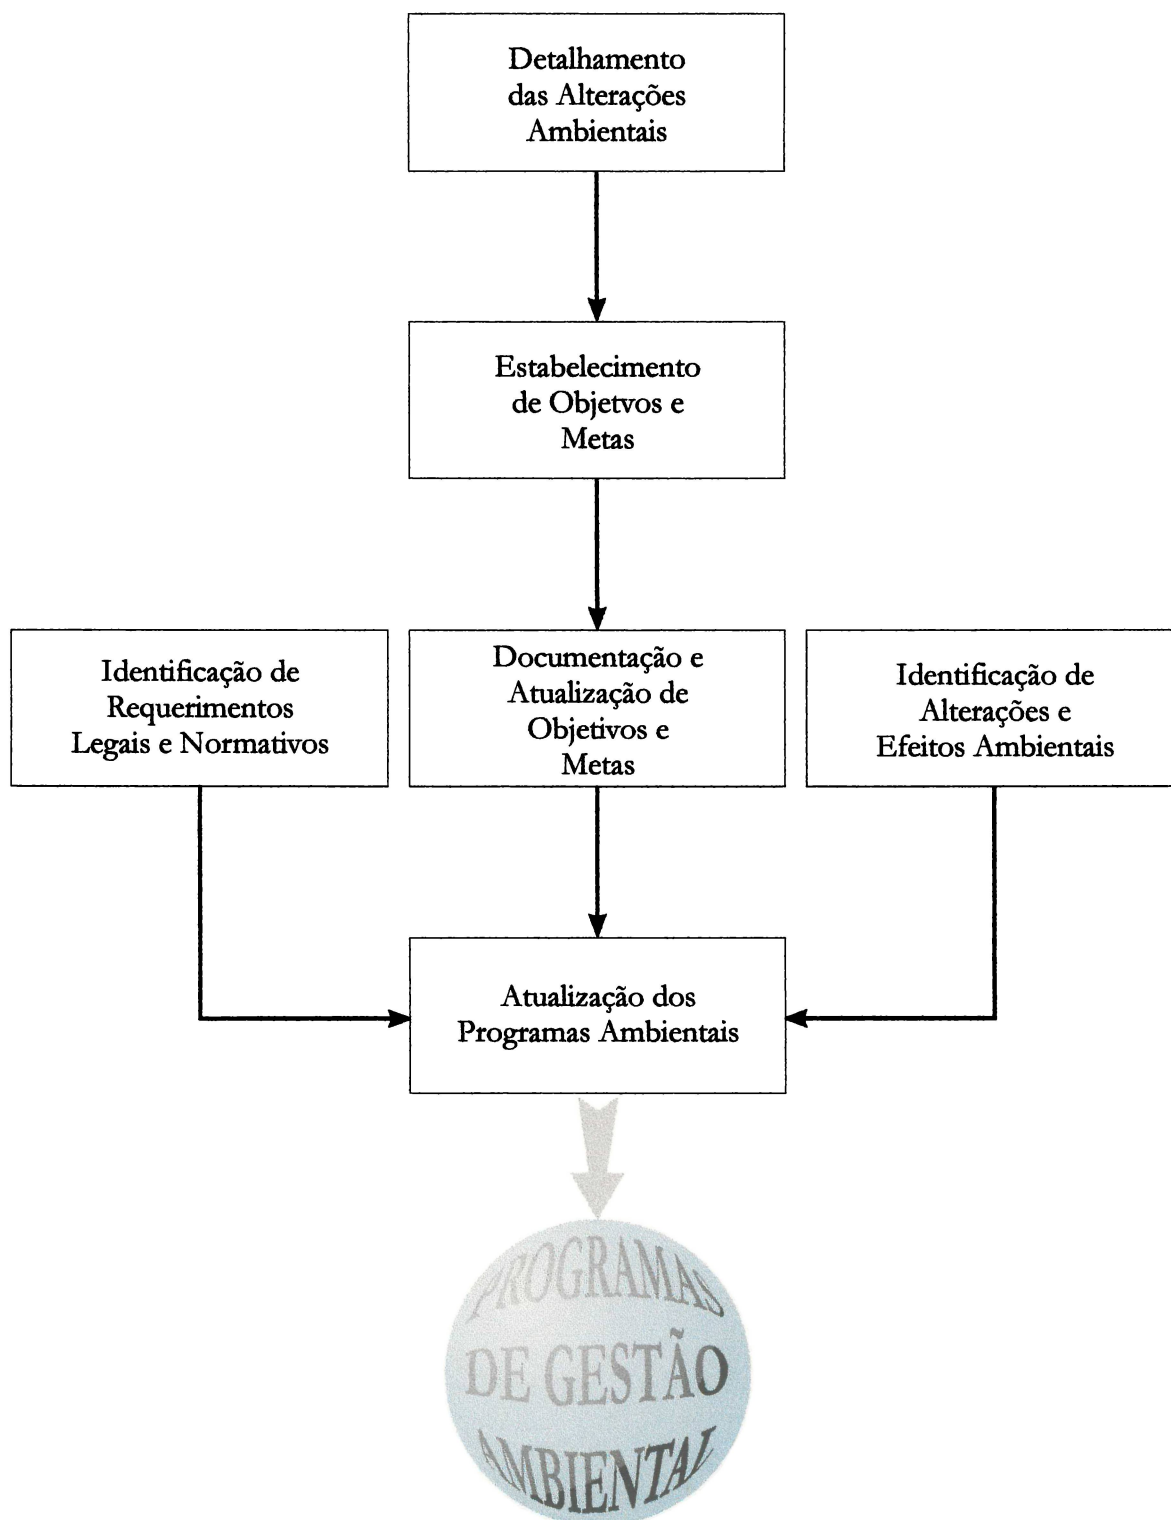 Detalhamento
das Alterações
Ambientais
Estabelecimento
de Objetvos e
Metas
Identificação de
Requerimentos
Legais e Normativos
Documentação e
Atualização de
Objetivos e
Metas
Identificação de
Alterações e
Efeitos Ambientais
Atualização dos
Programas Ambientais
PROGRAMAS
DE GESTÃO
AMBIENTAL